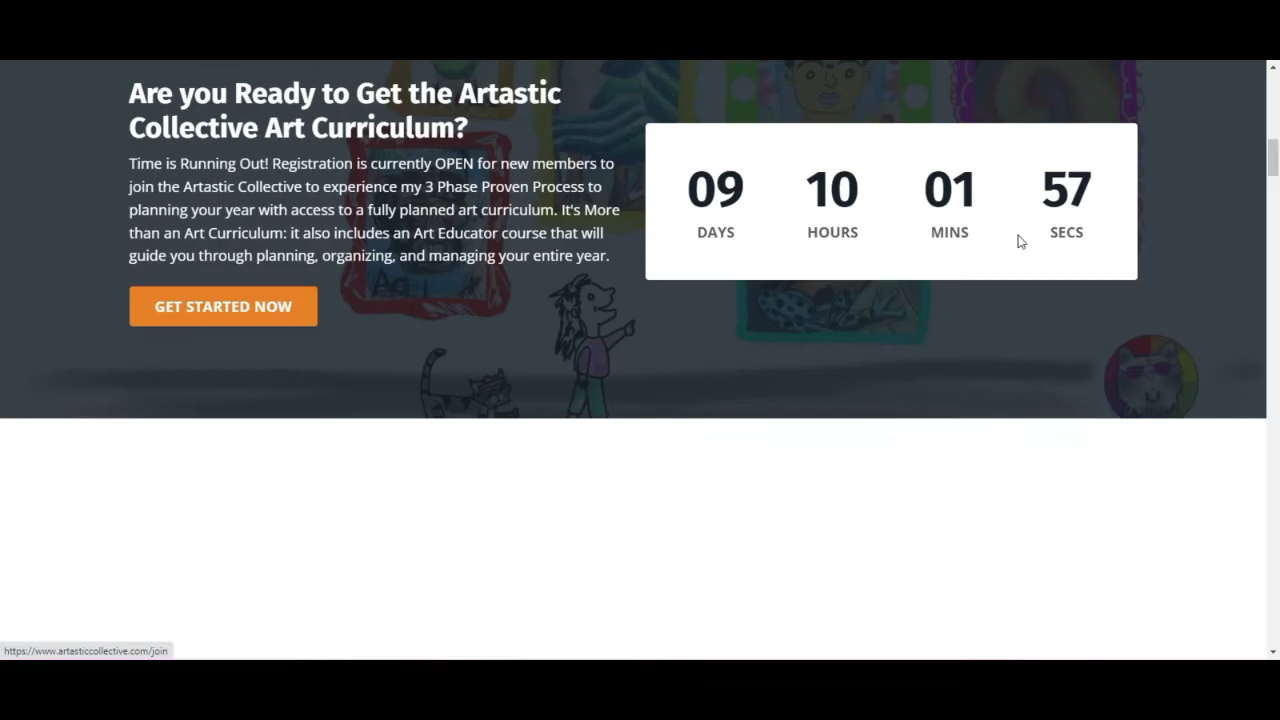 Are you Ready to Get the Artastic
Collective Art Curriculum?
Time is Running Out! Registration is currently OPEN for new members to
join the Artastic Collective to experience my 3 Phase Proven Process to
planning your year with access to a fully planned art curriculum. It's More
than an Art Curriculum: it also includes an Art Educator course that will
guide you through planning, organizing, and managing your entire year.
GET STARTED NOW
09 10 01 57
DAYS HOURS MINS SECS
https://www.artasticcollective.com/join